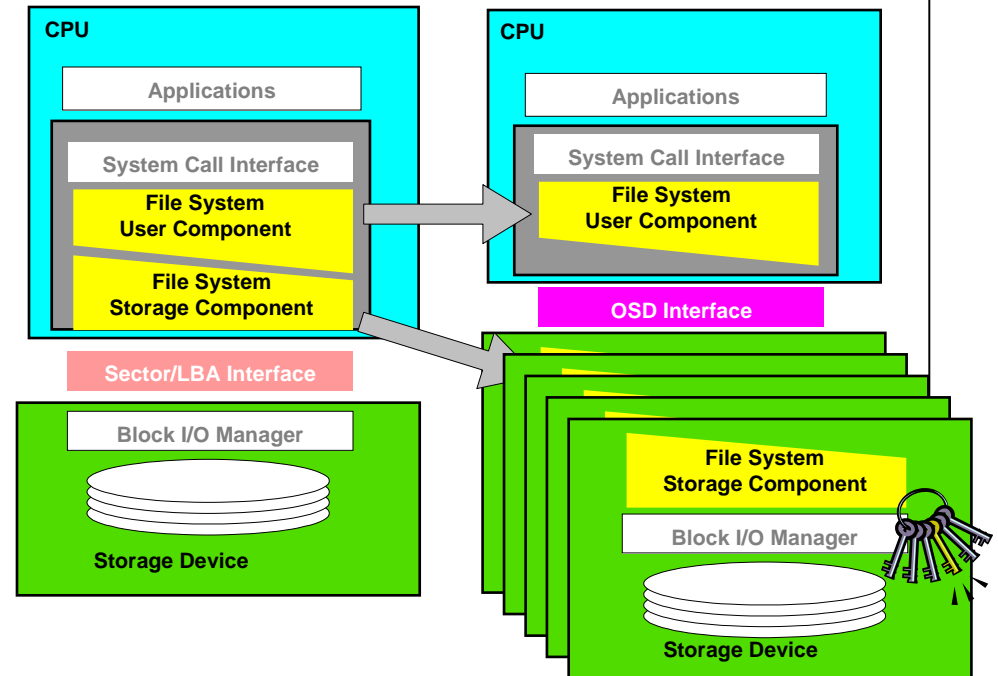 CPU
Applications
System Call Interface
File System
User Component
File System
Storage Component
Sector/LBA Interface
Block I/O Manager
Storage Device
CPU
Applications
System Call Interface
File System
User Component
OSD Interface
File System
Storage Component
Block I/O Manager
Storage Device